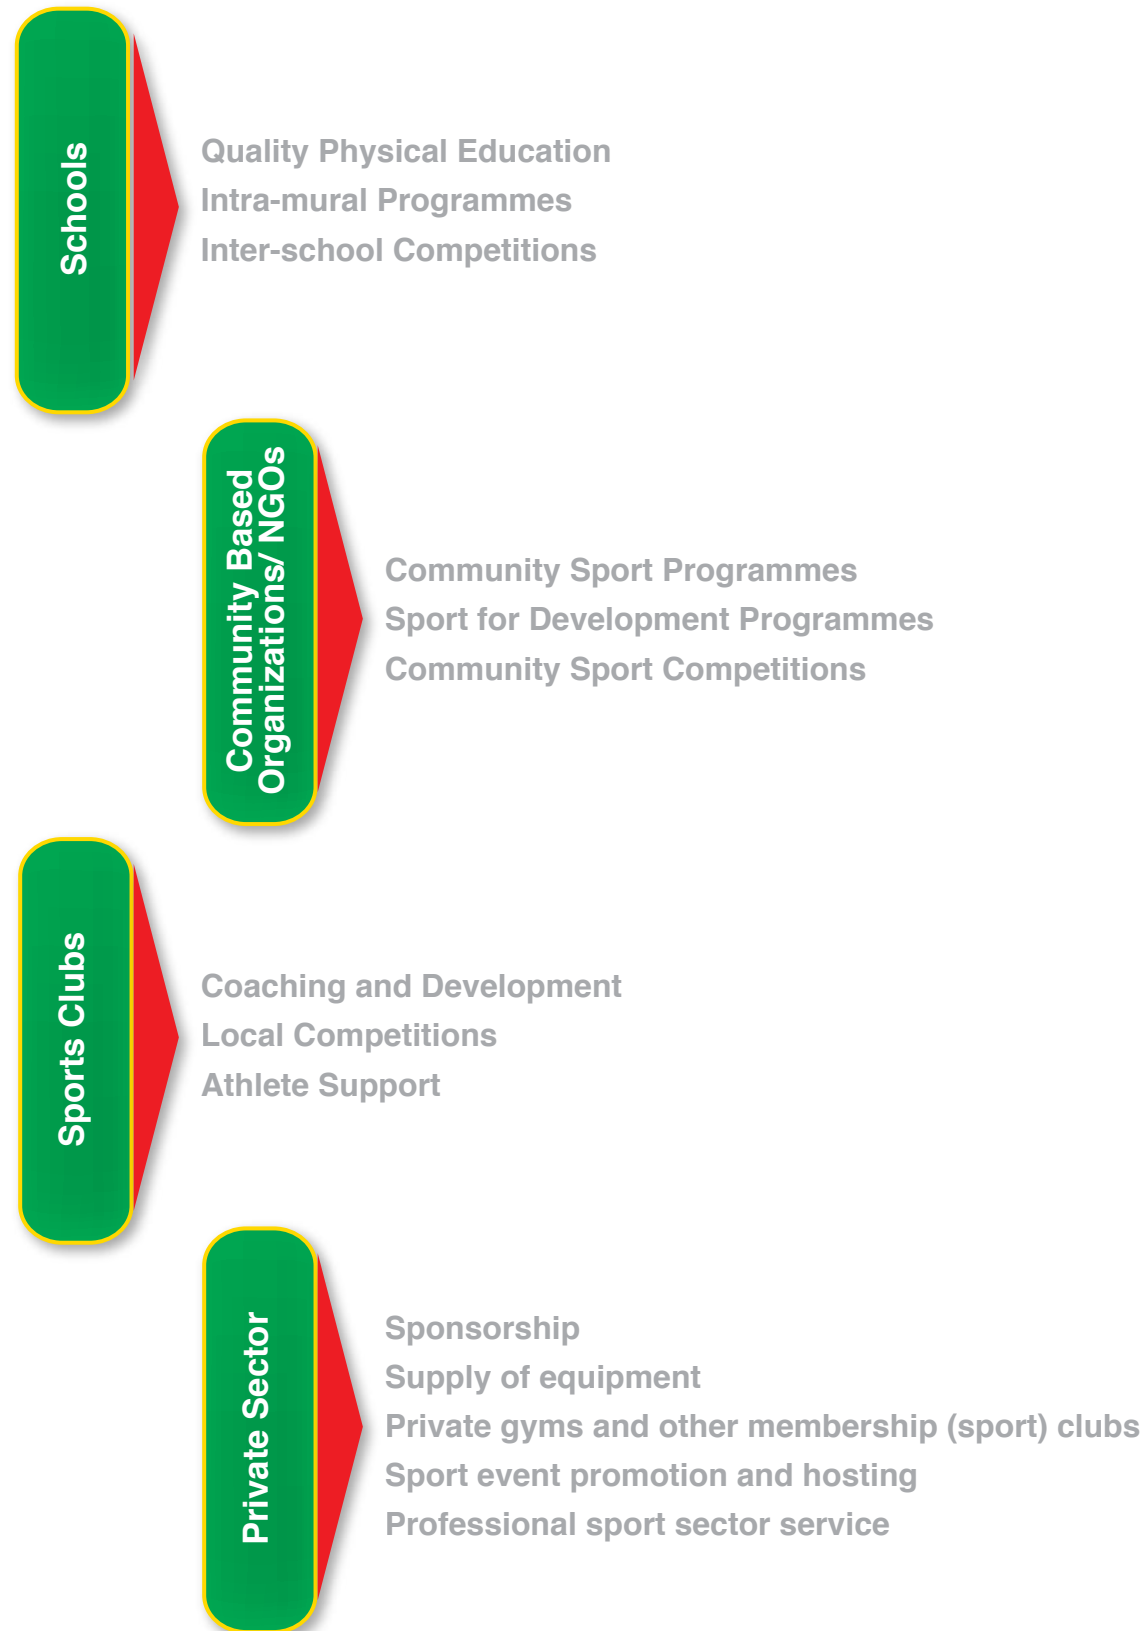 Schools
Quality Physical Education
Intra-mural Programmes
Inter-school Competitions
Community Based
Organizations/ NGOs
Community Sport Programmes
Sport for Development Programmes
Community Sport Competitions
Sports Clubs
Coaching and Development
Local Competitions
Athlete Support
Private Sector
Sponsorship
Supply of equipment
Private gyms and other membership (sport) clubs
Sport event promotion and hosting
Professional sport sector service